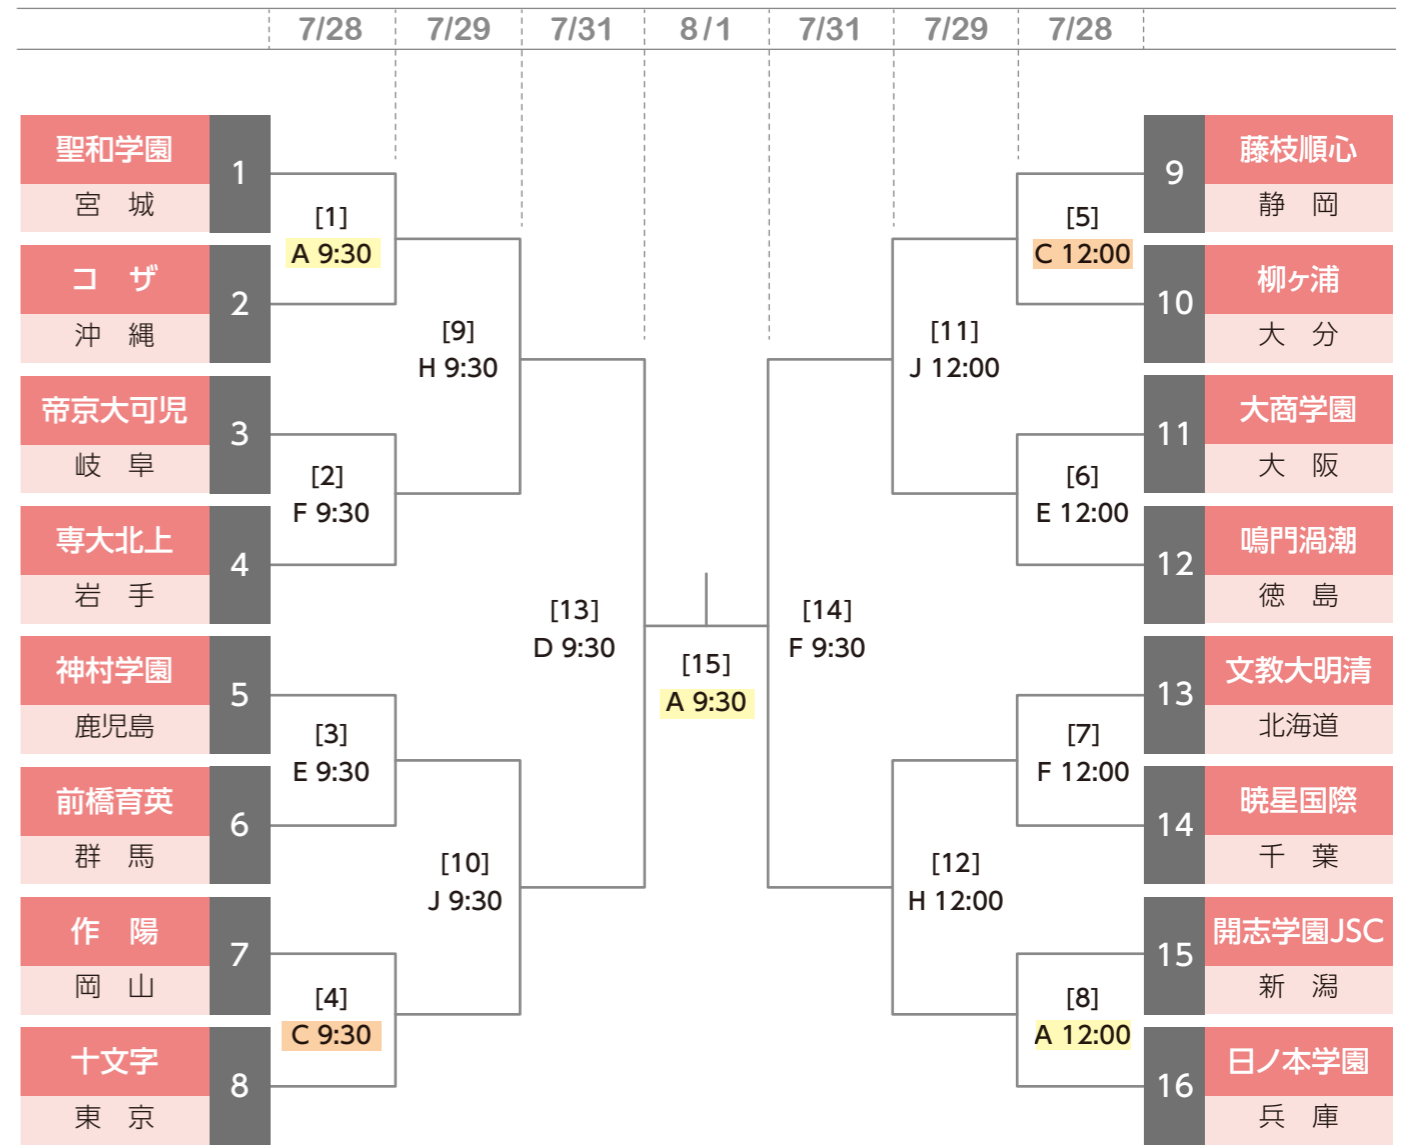 7/28 7/29 7/31 8/1 7/31 7/29 7/28
聖和学園
宮 城
1
コ ザ
沖 縄
2
帝京大可児
岐 阜
3
専大北上
岩 手
4
神村学園
鹿児島
5
前橋育英
群 馬
6
作 陽
岡 山
7
十文字
東 京
8
[1]
A 9:30
[2]
F 9:30
[3]
E 9:30
[4]
C 9:30
[9]
H 9:30
[10]
J 9:30
[13]
D 9:30
[15]
A 9:30
[14]
F 9:30
[11]
J 12:00
[12]
H 12:00
[5]
C 12:00
[6]
E 12:00
[7]
F 12:00
[8]
A 12:00
9
藤枝順心
静 岡
10
柳ヶ浦
大 分
11
大商学園
大 阪
12
鳴門渦潮
徳 島
13
文教大明清
北海道
14
暁星国際
千 葉
15
開志学園JSC
新 潟
16
日ノ本学園
兵 庫